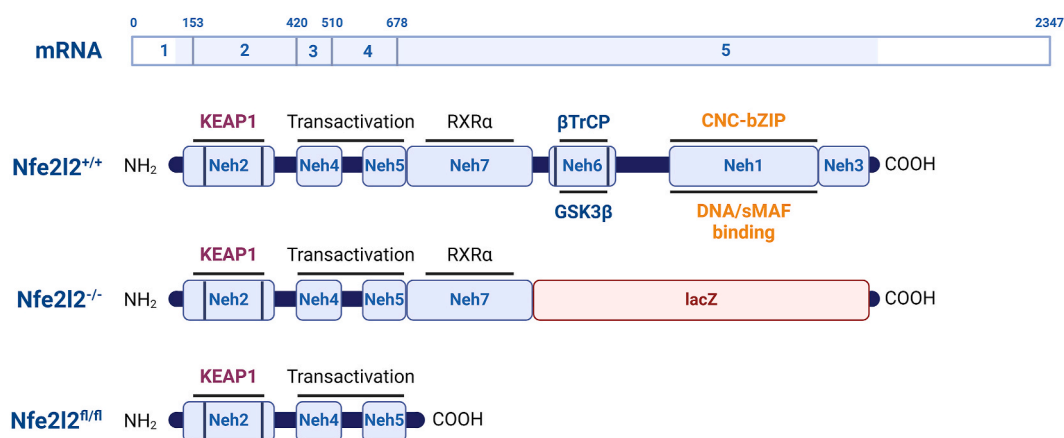 0 153 420 510 678 2347
mRNA 1 2 3 4 5
KEAP1 Transactivation RXRα βTrCP CNC-bZIP
Nfe2l2+/+ NH2 Neh2 Neh4 Neh5 Neh7 Neh6 Neh1 Neh3 COOH
GSK3β DNA/sMAF
binding
KEAP1 Transactivation RXRα
Nfe2l2-/- NH2 Neh2 Neh4 Neh5 Neh7 lacZ COOH
KEAP1 Transactivation
Nfe2l2fl/fl NH2 Neh2 Neh4 Neh5 COOH